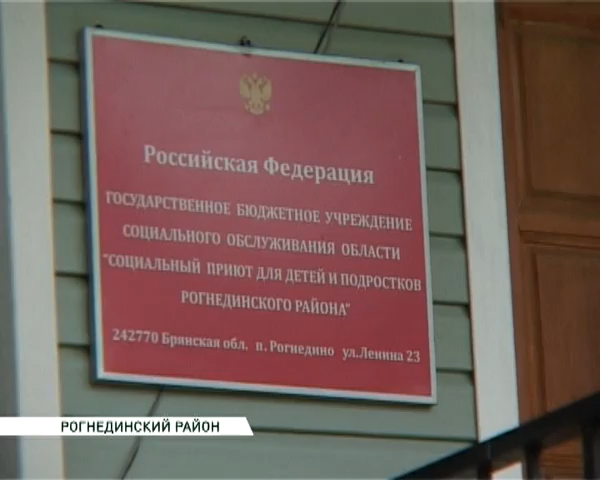 Российская Федерация
ГОСУДАРСТВЕННОЕ БЮДЖЕТНОЕ УЧРЕЖДЕНИЕ
СОЦИАЛЬНОГО ОБСЛУЖИВАНИЯ ОБЛАСТИ
"СОЦИАЛЬНЫЙ ПРИЮТ ДЛЯ ДЕТЕЙ И ПОДРОСТКОВ
РОГНЕДИНСКОГО РАЙОНА"
242770 Брянская обл. п. Рогнедино ул.Ленина 23
РОГНЕДИНСКИЙ РАЙОН